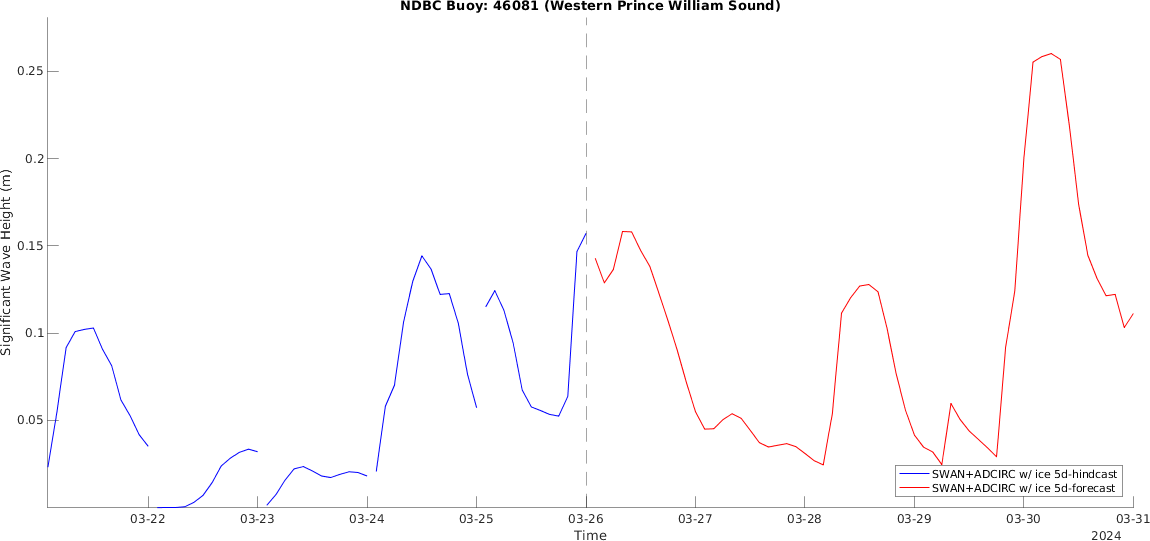 NDBC Buoy: 46081 (Western Prince William Sound)
Significant Wave Height (m)
0.25
0.2
0.15
0.1
0.05
SWAN+ADCIRC w/ ice 5d-hindcast
SWAN+ADCIRC w/ ice 5d-forecast
03-22 03-23 03-24 03-25 03-26 03-27 03-28 03-29 03-30 03-31
Time
2024